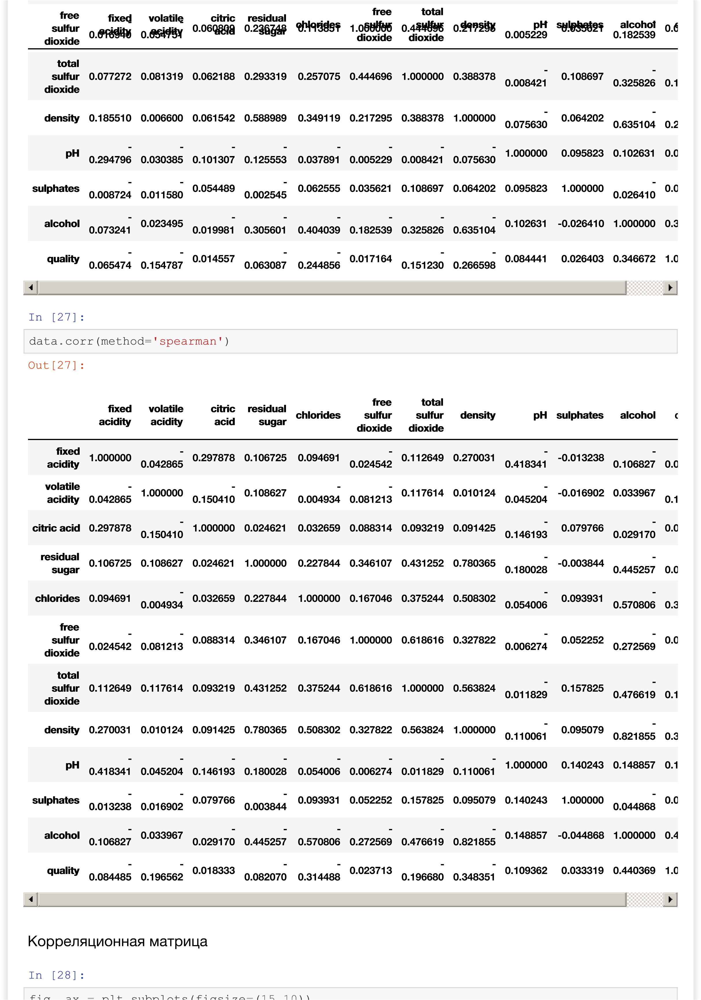 free sulfur dioxide - 0.016940 - 0.054751 0.060809 0.236748 0.113851 1.000000 0.444696 0.217295 - 0.005229 0.035621 - 0.182539
fixed acidity volatile acidity citric acid residual sugar chlorides free sulfur dioxide total sulfur dioxide density pH sulphates alcohol
total sulfur dioxide 0.077272 0.081319 0.062188 0.293319 0.257075 0.444696 1.000000 0.388378 - 0.008421 0.108697 - 0.325826 0.1
density 0.185510 0.006600 0.061542 0.588989 0.349119 0.217295 0.388378 1.000000 - 0.075630 0.064202 - 0.635104 0.2
pH - 0.294796 - 0.030385 - 0.101307 - 0.125553 - 0.037891 - 0.005229 - 0.008421 - 0.075630 1.000000 0.095823 0.102631 0.0
sulphates - 0.008724 - 0.011580 0.054489 - 0.002545 0.062555 0.035621 0.108697 0.064202 0.095823 1.000000 - 0.026410 0.0
alcohol - 0.073241 0.023495 - 0.019981 - 0.305601 - 0.404039 - 0.182539 - 0.325826 - 0.635104 0.102631 -0.026410 1.000000 0.3
quality - 0.065474 - 0.154787 0.014557 - 0.063087 - 0.244856 0.017164 - 0.151230 - 0.266598 0.084441 0.026403 0.346672 1.0
In [27]:
data.corr(method='spearman')
Out[27]:
fixed acidity volatile acidity citric acid residual sugar chlorides free sulfur dioxide total sulfur dioxide density pH sulphates alcohol
fixed acidity 1.000000 - 0.042865 0.297878 0.106725 0.094691 - 0.024542 0.112649 0.270031 - 0.418341 -0.013238 - 0.106827 0.0
volatile acidity - 0.042865 1.000000 - 0.150410 0.108627 - 0.004934 - 0.081213 0.117614 0.010124 - 0.045204 -0.016902 0.033967 0.1
citric acid 0.297878 - 0.150410 1.000000 0.024621 0.032659 0.088314 0.093219 0.091425 - 0.146193 0.079766 - 0.029170 0.0
residual sugar 0.106725 0.108627 0.024621 1.000000 0.227844 0.346107 0.431252 0.780365 - 0.180028 -0.003844 - 0.445257 0.0
chlorides 0.094691 - 0.004934 0.032659 0.227844 1.000000 0.167046 0.375244 0.508302 - 0.054006 0.093931 - 0.570806 0.3
free sulfur dioxide - 0.024542 - 0.081213 0.088314 0.346107 0.167046 1.000000 0.618616 0.327822 - 0.006274 0.052252 - 0.272569 0.0
total sulfur dioxide 0.112649 0.117614 0.093219 0.431252 0.375244 0.618616 1.000000 0.563824 - 0.011829 0.157825 - 0.476619 0.1
density 0.270031 0.010124 0.091425 0.780365 0.508302 0.327822 0.563824 1.000000 - 0.110061 0.095079 - 0.821855 0.3
pH - 0.418341 - 0.045204 - 0.146193 - 0.180028 - 0.054006 - 0.006274 - 0.011829 - 0.110061 1.000000 0.140243 0.148857 0.1
sulphates - 0.013238 - 0.016902 0.079766 - 0.003844 0.093931 0.052252 0.157825 0.095079 0.140243 1.000000 - 0.044868 0.0
alcohol - 0.106827 0.033967 - 0.029170 - 0.445257 - 0.570806 - 0.272569 - 0.476619 - 0.821855 0.148857 -0.044868 1.000000 0.4
quality - 0.084485 - 0.196562 0.018333 - 0.082070 - 0.314488 0.023713 - 0.196680 - 0.348351 0.109362 0.033319 0.440369 1.0
Корреляционная матрица
In [28]:
fig, ax = plt.subplots(figsize=(15,10))